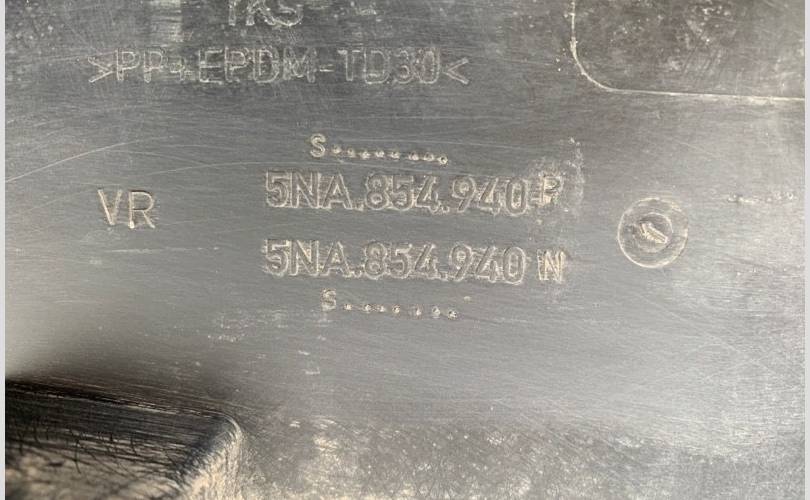 >PP+EPDM-TD30<
S........
5NA.854.940 P
VR
5NA.854.940 N
S.......